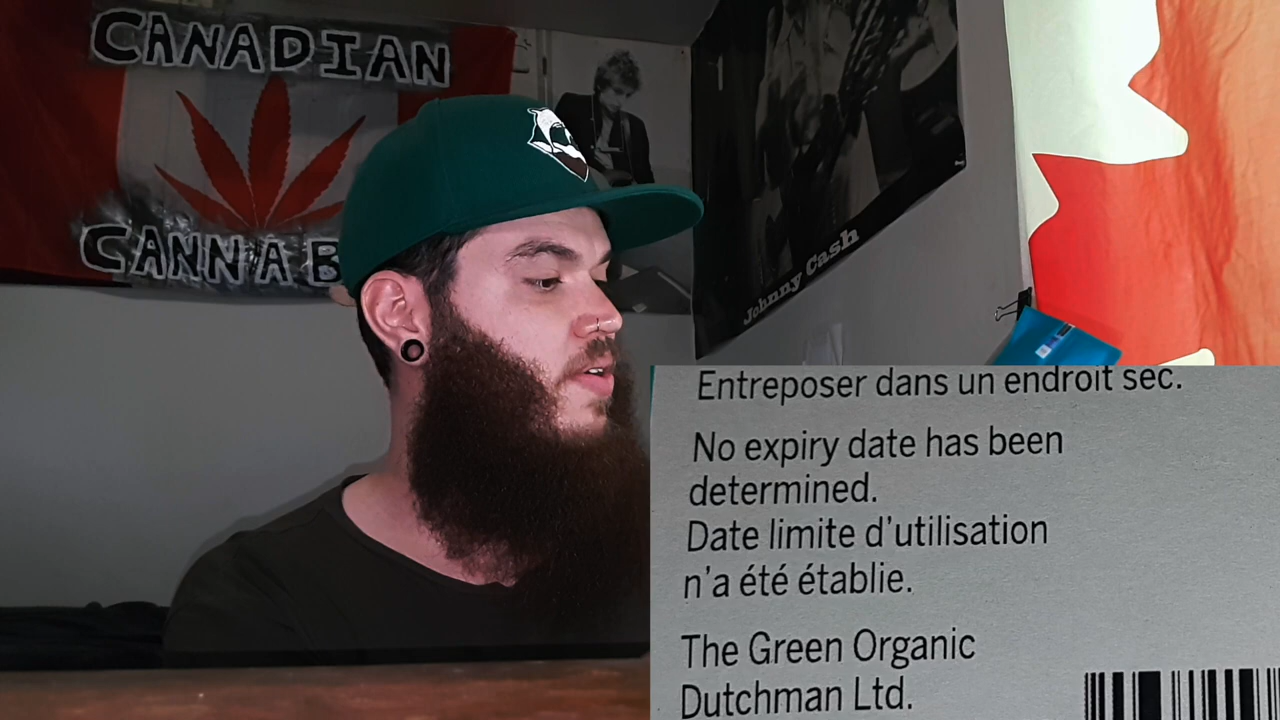 CANADIAN
CANNAB
Johnny Cash
Entreposer dans un endroit sec.
No expiry date has been
determined.
Date limite d'utilisation
n'a été établie.
The Green Organic
Dutchman Ltd.